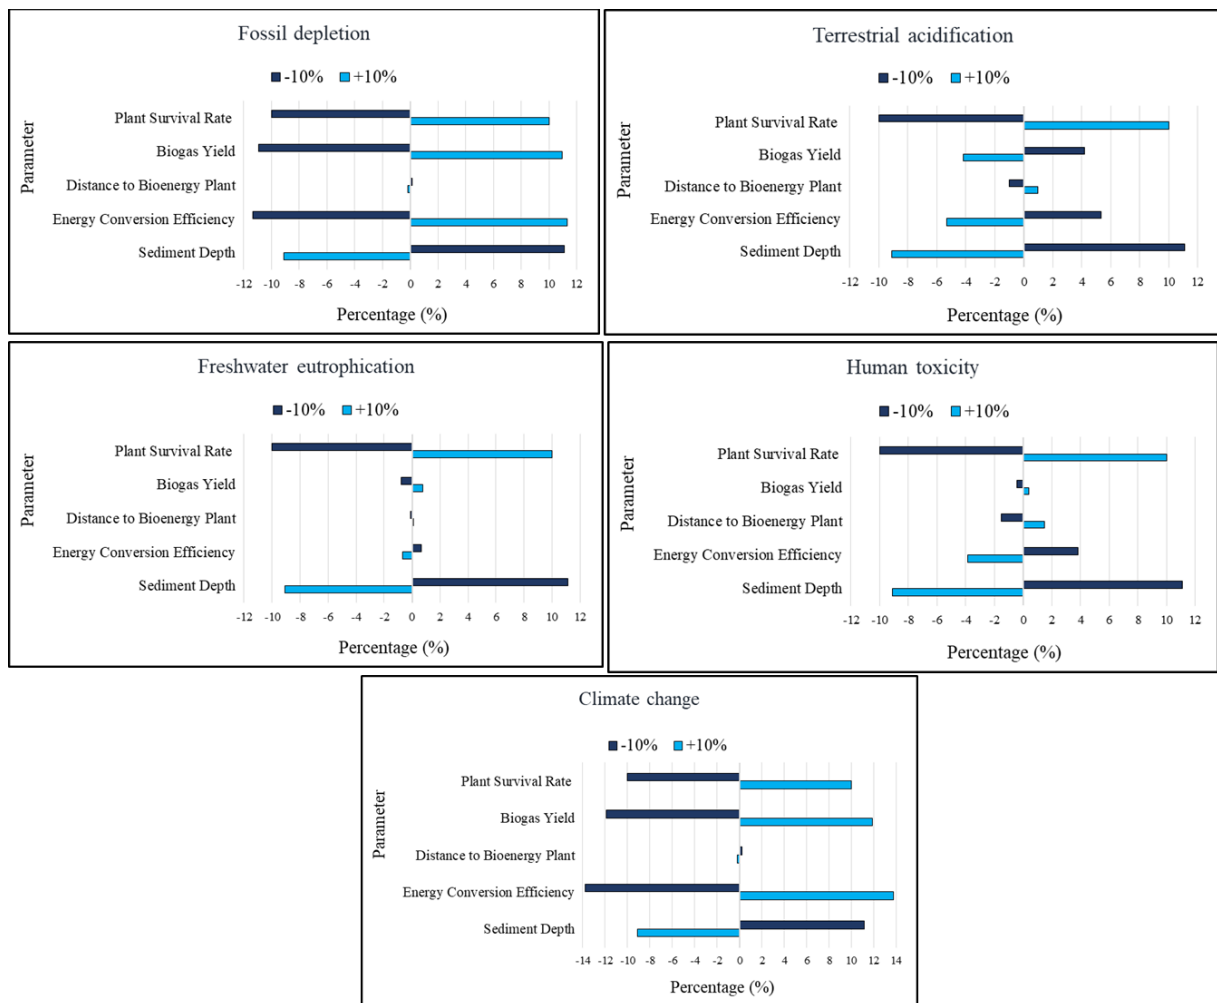 Fossil depletion
-10% +10%
Parameter
Plant Survival Rate
Biogas Yield
Distance to Bioenergy Plant
Energy Conversion Efficiency
Sediment Depth
-12 -10 -8 -6 -4 -2 0 2 4 6 8 10 12
Percentage (%)
Terrestrial acidification
-10% +10%
Parameter
Plant Survival Rate
Biogas Yield
Distance to Bioenergy Plant
Energy Conversion Efficiency
Sediment Depth
-12 -10 -8 -6 -4 -2 0 2 4 6 8 10 12
Percentage (%)
Freshwater eutrophication
-10% +10%
Parameter
Plant Survival Rate
Biogas Yield
Distance to Bioenergy Plant
Energy Conversion Efficiency
Sediment Depth
-12 -10 -8 -6 -4 -2 0 2 4 6 8 10 12
Percentage (%)
Human toxicity
-10% +10%
Parameter
Plant Survival Rate
Biogas Yield
Distance to Bioenergy Plant
Energy Conversion Efficiency
Sediment Depth
-12 -10 -8 -6 -4 -2 0 2 4 6 8 10 12
Percentage (%)
Climate change
-10% +10%
Parameter
Plant Survival Rate
Biogas Yield
Distance to Bioenergy Plant
Energy Conversion Efficiency
Sediment Depth
-14 -12 -10 -8 -6 -4 -2 0 2 4 6 8 10 12 14
Percentage (%)